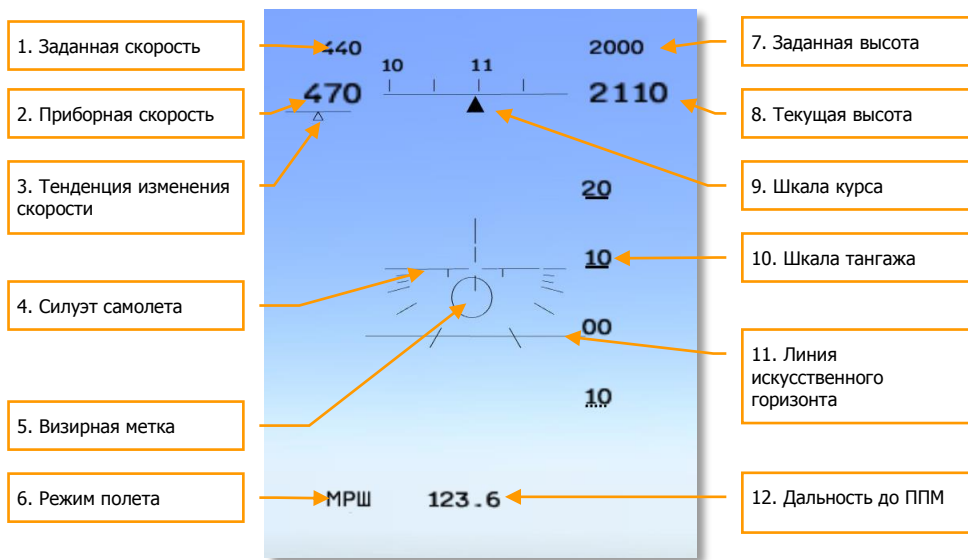 1. Заданная скорость
2. Приборная скорость
3. Тенденция изменения
скорости
4. Силуэт самолета
5. Визирная метка
6. Режим полета
440
2000
10 11
470
2110
20
10
00
10
МРШ 123.6
7. Заданная высота
8. Текущая высота
9. Шкала курса
10. Шкала тангажа
11. Линия
искусственного
горизонта
12. Дальность до ППМ